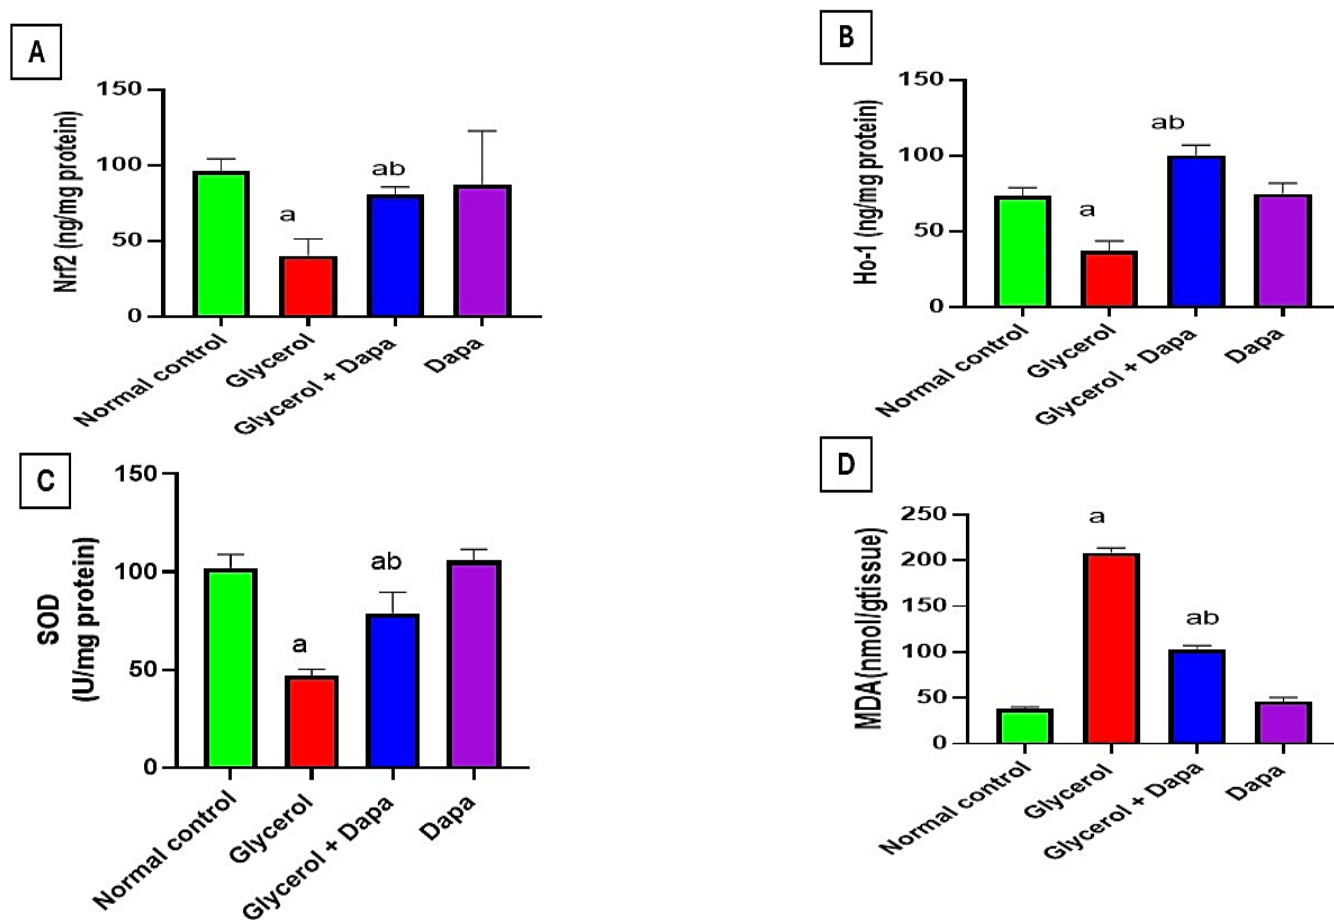 A
Nrf2 (ng/mg protein)
150
100
50
0
a
ab
Normal control
Glycerol
Glycerol + Dapa
Dapa
B
Ho-1 (ng/mg protein)
150
100
50
0
a
ab
Normal control
Glycerol
Glycerol + Dapa
Dapa
C
SOD
(U/mg protein)
150
100
50
0
a
ab
Normal control
Glycerol
Glycerol + Dapa
Dapa
D
MDA(nmol/gtissue)
250
200
150
100
50
0
a
ab
Normal control
Glycerol
Glycerol + Dapa
Dapa